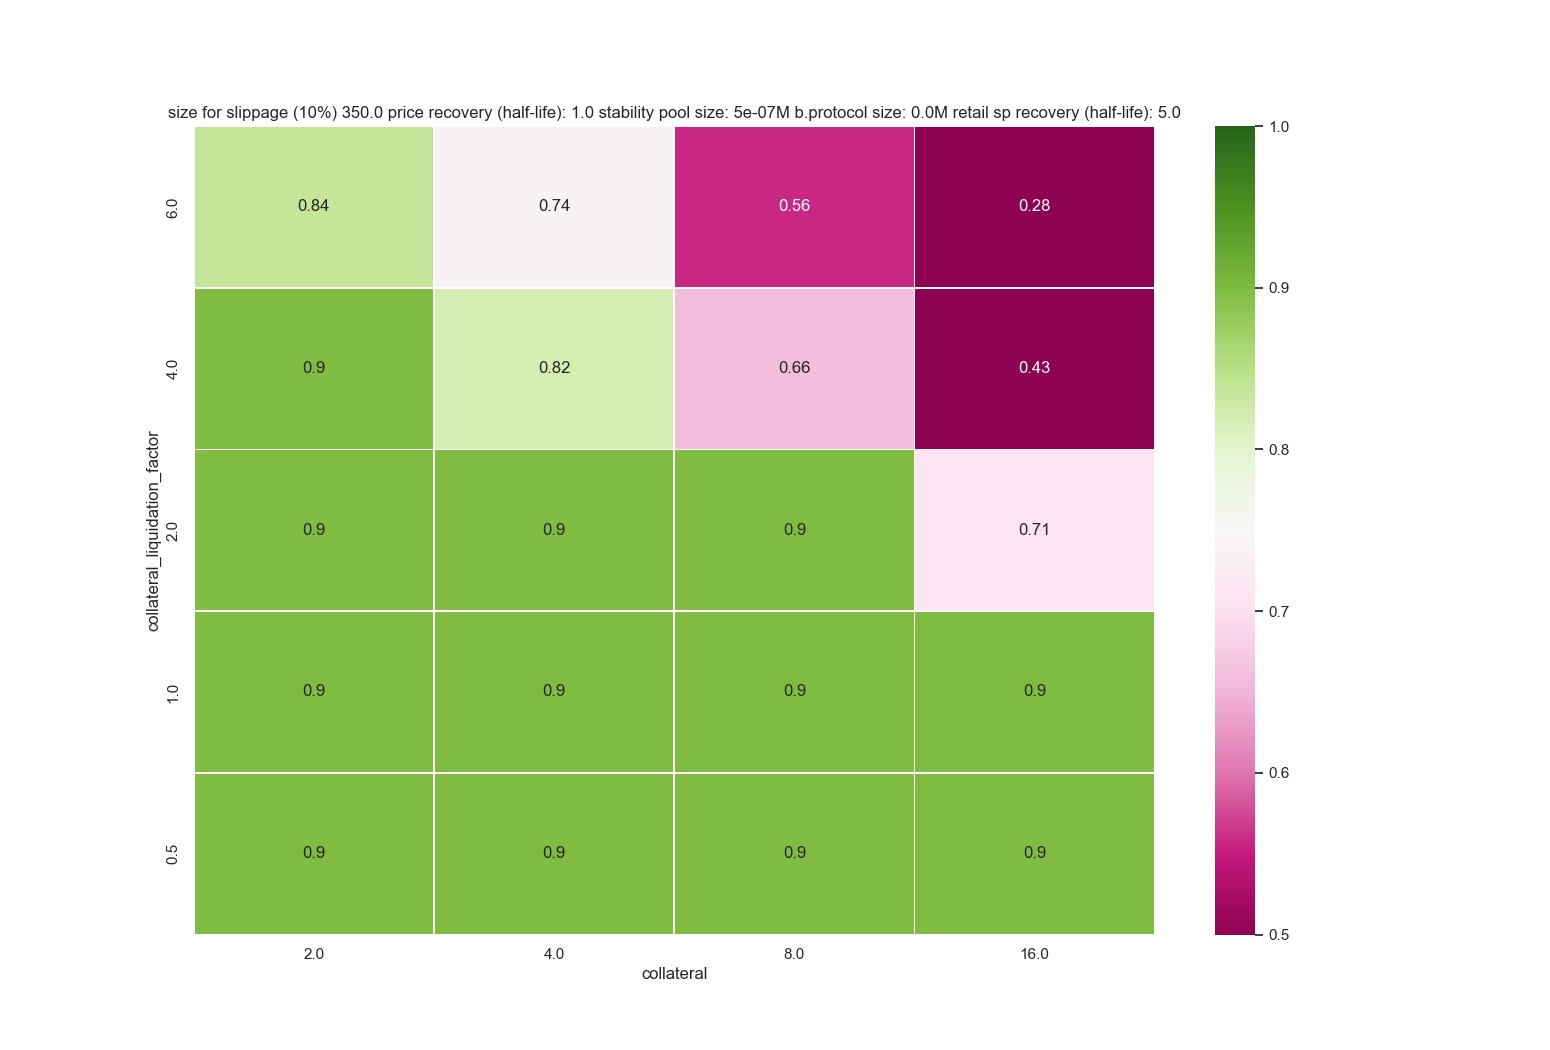 size for slippage (10%) 350.0 price recovery (half-life): 1.0 stability pool size: 5e-07M b.protocol size: 0.0M retail sp recovery (half-life): 5.0
collateral_liquidation_factor
6.0 0.84 0.74 0.56 0.28
4.0 0.9 0.82 0.66 0.43
2.0 0.9 0.9 0.9 0.71
1.0 0.9 0.9 0.9 0.9
0.5 0.9 0.9 0.9 0.9
2.0 4.0 8.0 16.0
collateral
1.0
0.9
0.8
0.7
0.6
0.5